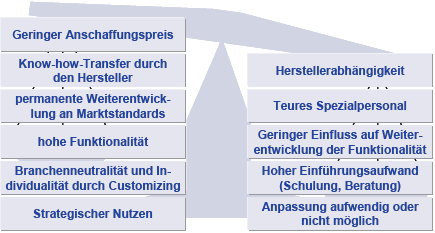 Geringer Anschaffungspreis
Know-how-Transfer durch
den Hersteller
permanente Weiterentwick-
lung an Marktstandards
hohe Funktionalität
Branchenneutralität und In-
dividualität durch Customizing
Strategischer Nutzen
Herstellerabhängigkeit
Teures Spezialpersonal
Geringer Einfluss auf Weiter-
entwicklung der Funktionalität
Hoher Einführungsaufwand
(Schulung, Beratung)
Anpassung aufwendig oder
nicht möglich